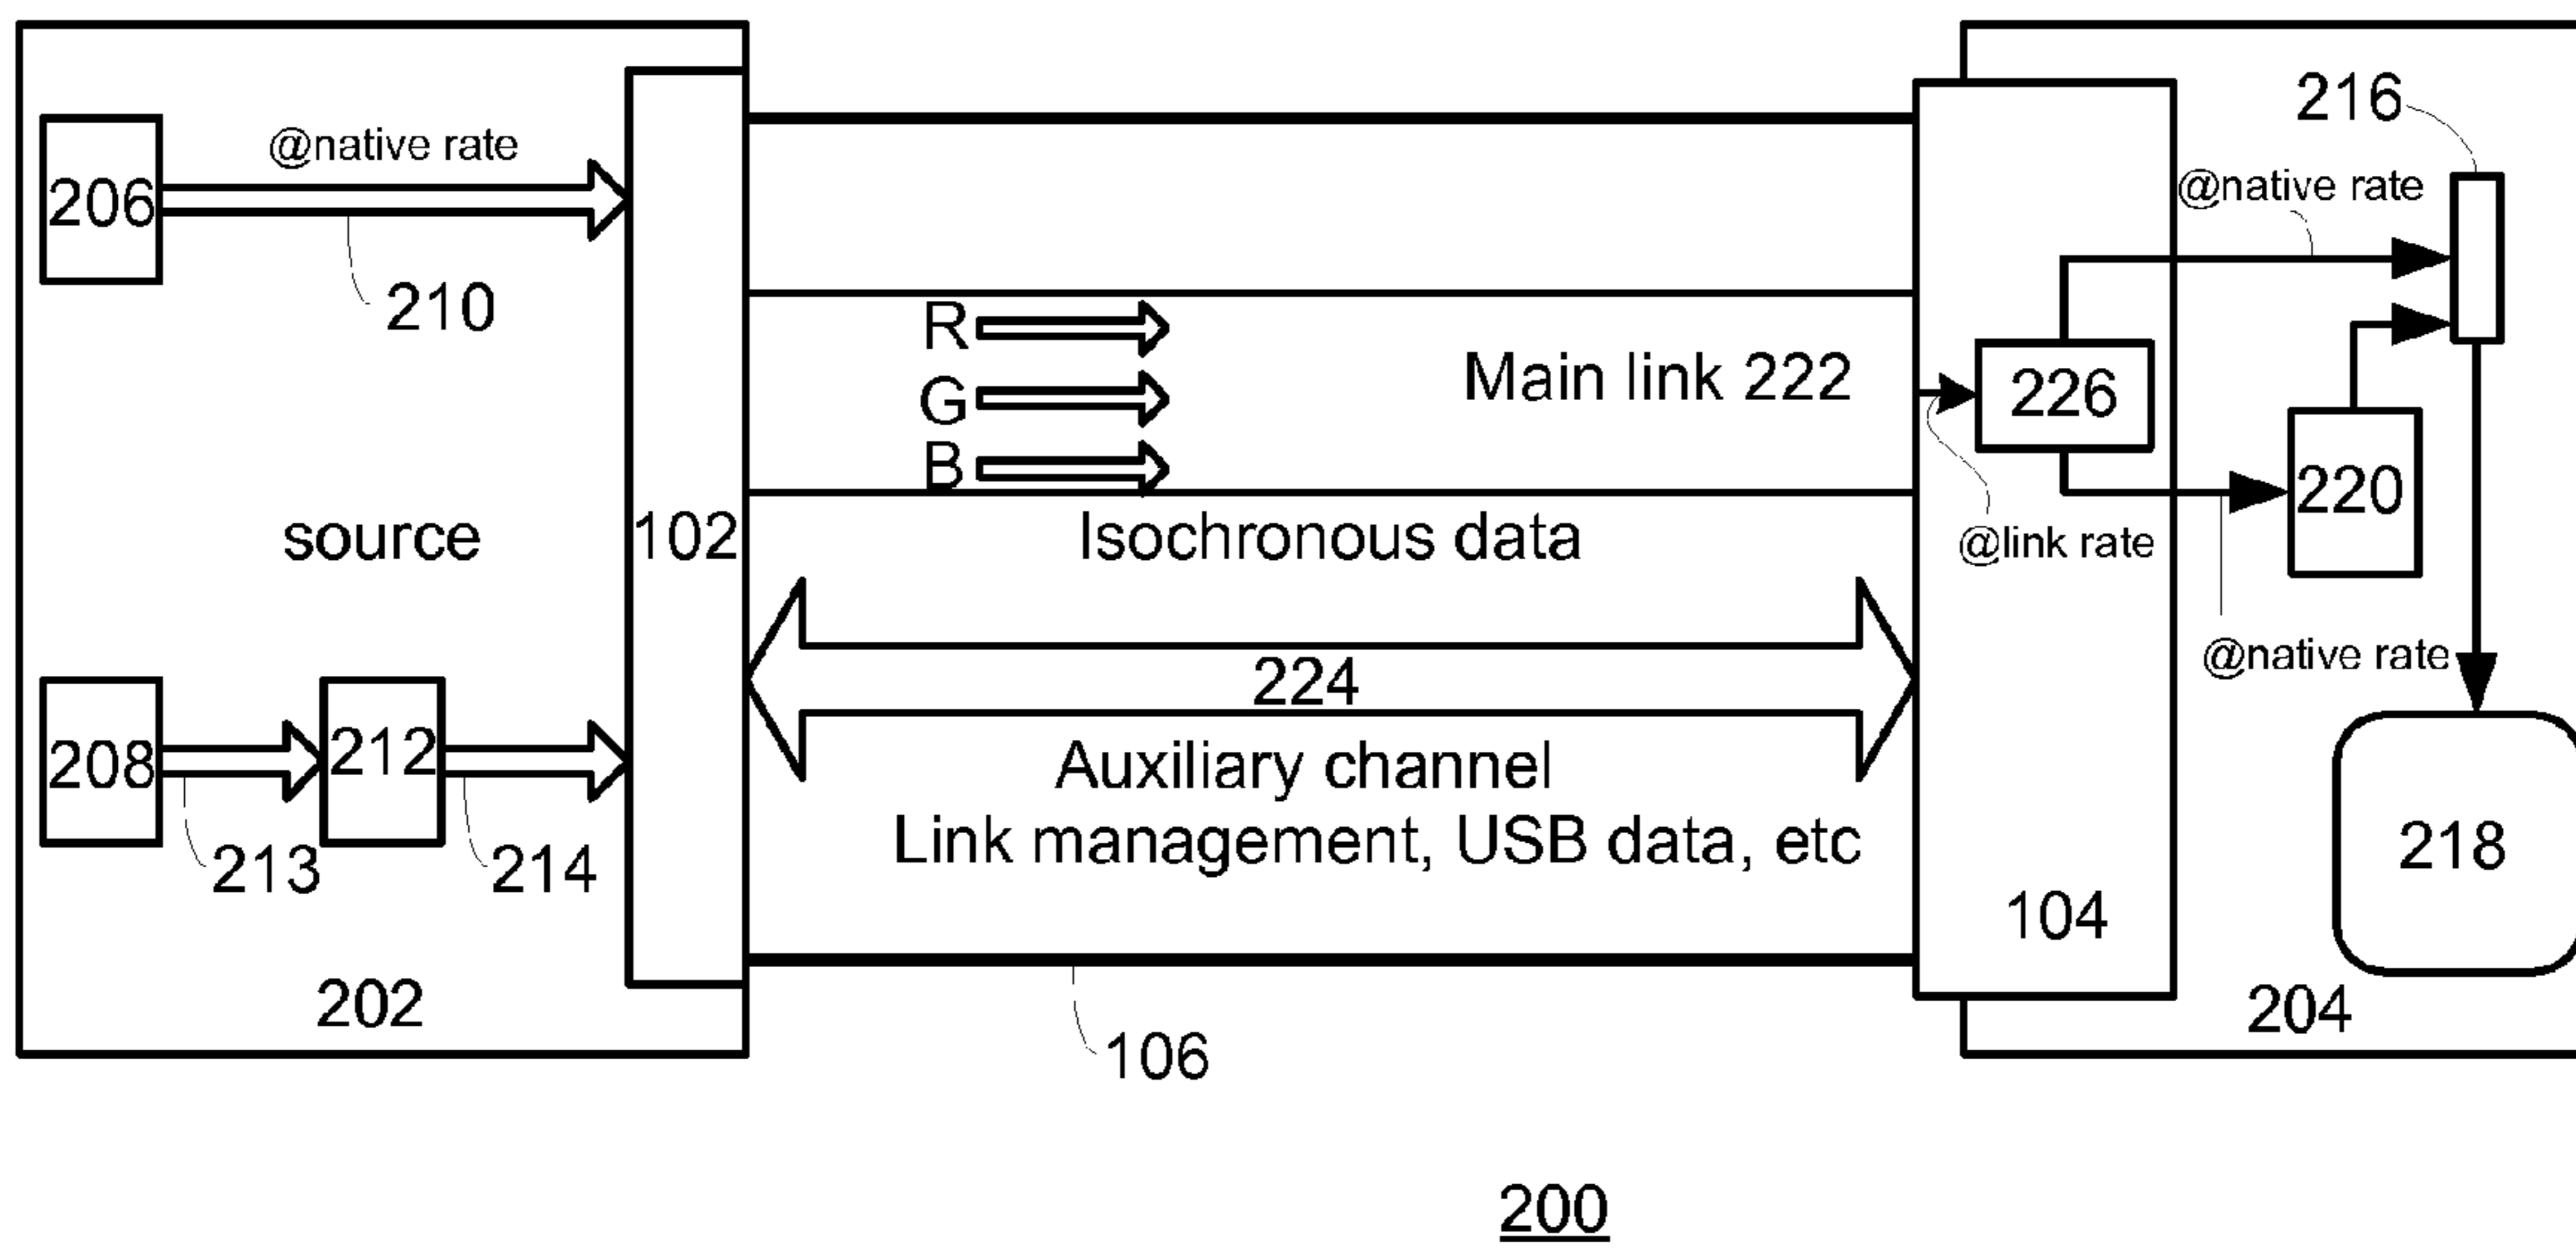 216
@native rate
@native rate
206
210
R
Main link 222
G
226
B
220
source
102
Isochronous data
@link rate
224
@native rate
208
212
Auxiliary channel
Link management, USB data, etc
218
213
214
104
202
204
106
200